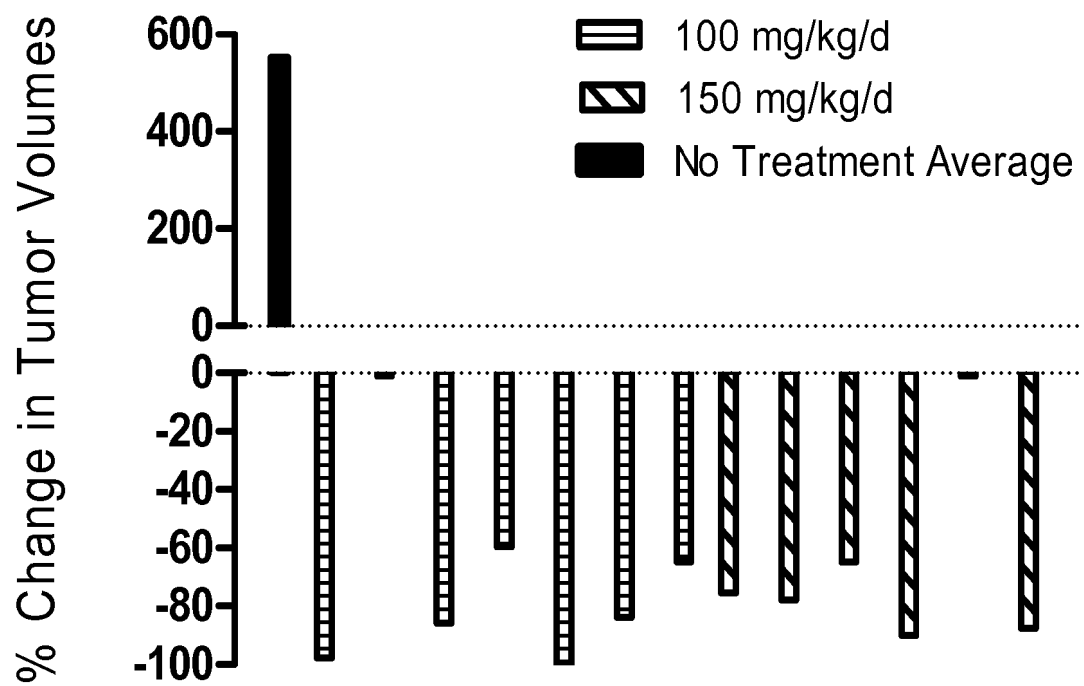 % Change in Tumor Volumes
600
400
200
0
0
-20
-40
-60
-80
-100
100 mg/kg/d
150 mg/kg/d
No Treatment Average